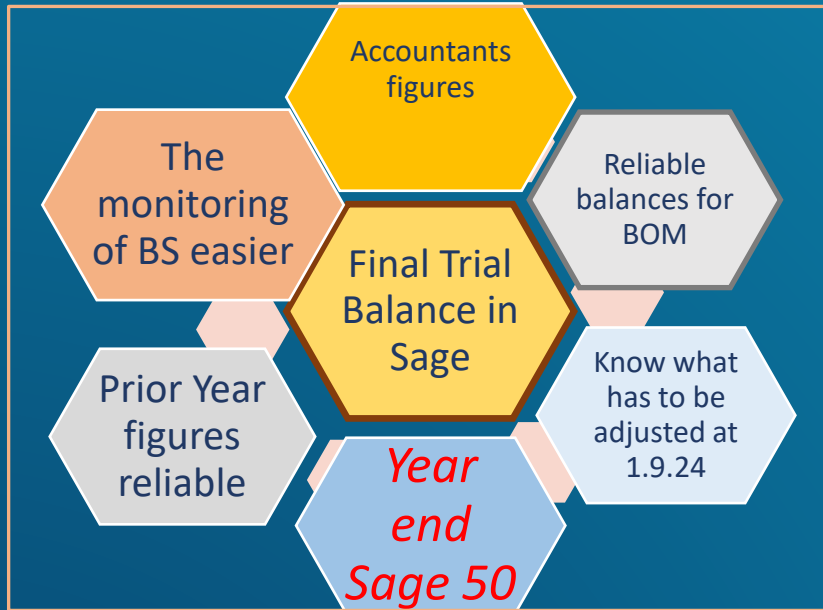 Accountants
figures
The
monitoring
of BS easier
Reliable
balances for
BOM
Final Trial
Balance in
Sage
Prior Year
figures
reliable
Know what
has to be
adjusted at
1.9.24
Year
end
Sage 50